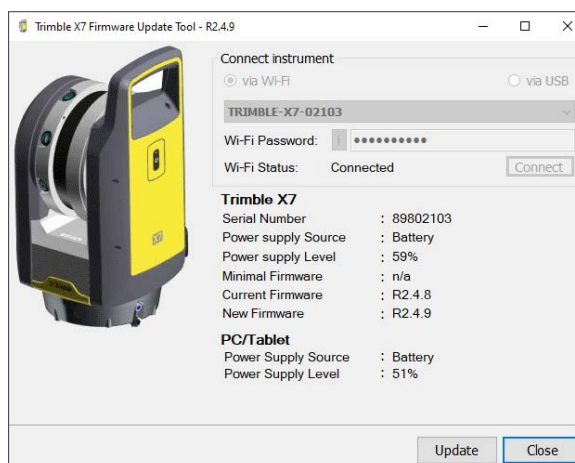 Trimble X7 Firmware Update Tool - R2.4.9
Connect instrument
via Wi-Fi
via USB
TRIMBLE-X7-02103
Wi-Fi Password: i ●●●●●●●●●●
Wi-Fi Status: Connected
Connect
Trimble X7
Serial Number : 89802103
Power supply Source : Battery
Power supply Level : 59%
Minimal Firmware : n/a
Current Firmware : R2.4.8
New Firmware : R2.4.9
PC/Tablet
Power Supply Source : Battery
Power Supply Level : 51%
X7
Trimble
Update
Close